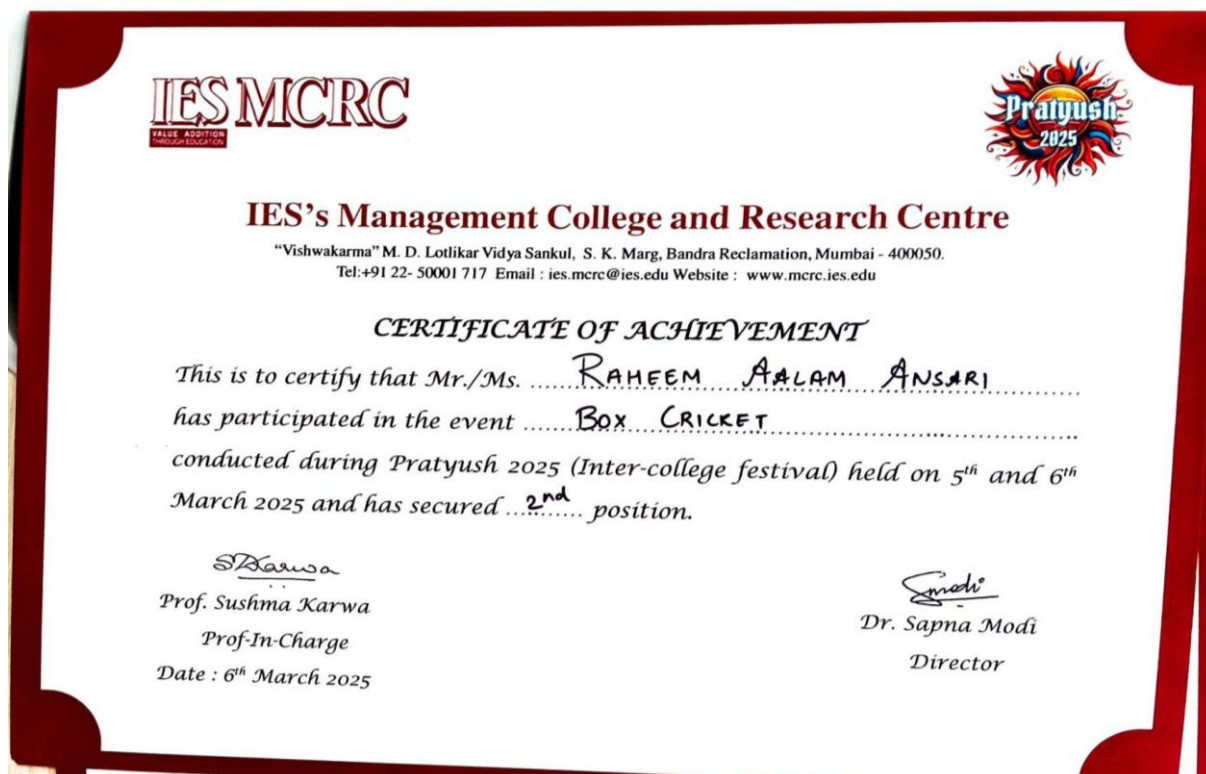 IES MCRC
VALUE ADDITION
THROUGH EDUCATION
Pratyush
2025
IES's Management College and Research Centre
"Vishwakarma" M. D. Lotlikar Vidya Sankul, S. K. Marg, Bandra Reclamation, Mumbai - 400050.
Tel:+91 22- 50001 717 Email : ies.mcrc@ies.edu Website : www.mcrc.ies.edu
CERTIFICATE OF ACHIEVEMENT
This is to certify that Mr./Ms. .....RAHEEM AALAM ANSARI.....
has participated in the event ......BOX CRICKET......
conducted during Pratyush 2025 (Inter-college festival) held on 5th and 6th
March 2025 and has secured ...2nd... position.
SDKarwa
Prof. Sushma Karwa
Prof-In-Charge
Date : 6th March 2025
Smodi
Dr. Sapna Modi
Director